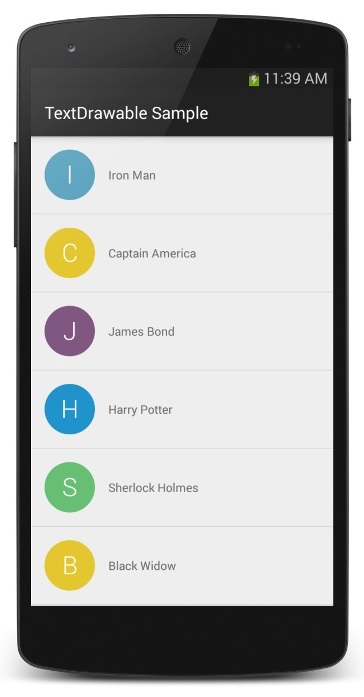 11:39 AM
TextDrawable Sample
I Iron Man
C Captain America
J James Bond
H Harry Potter
S Sherlock Holmes
B Black Widow